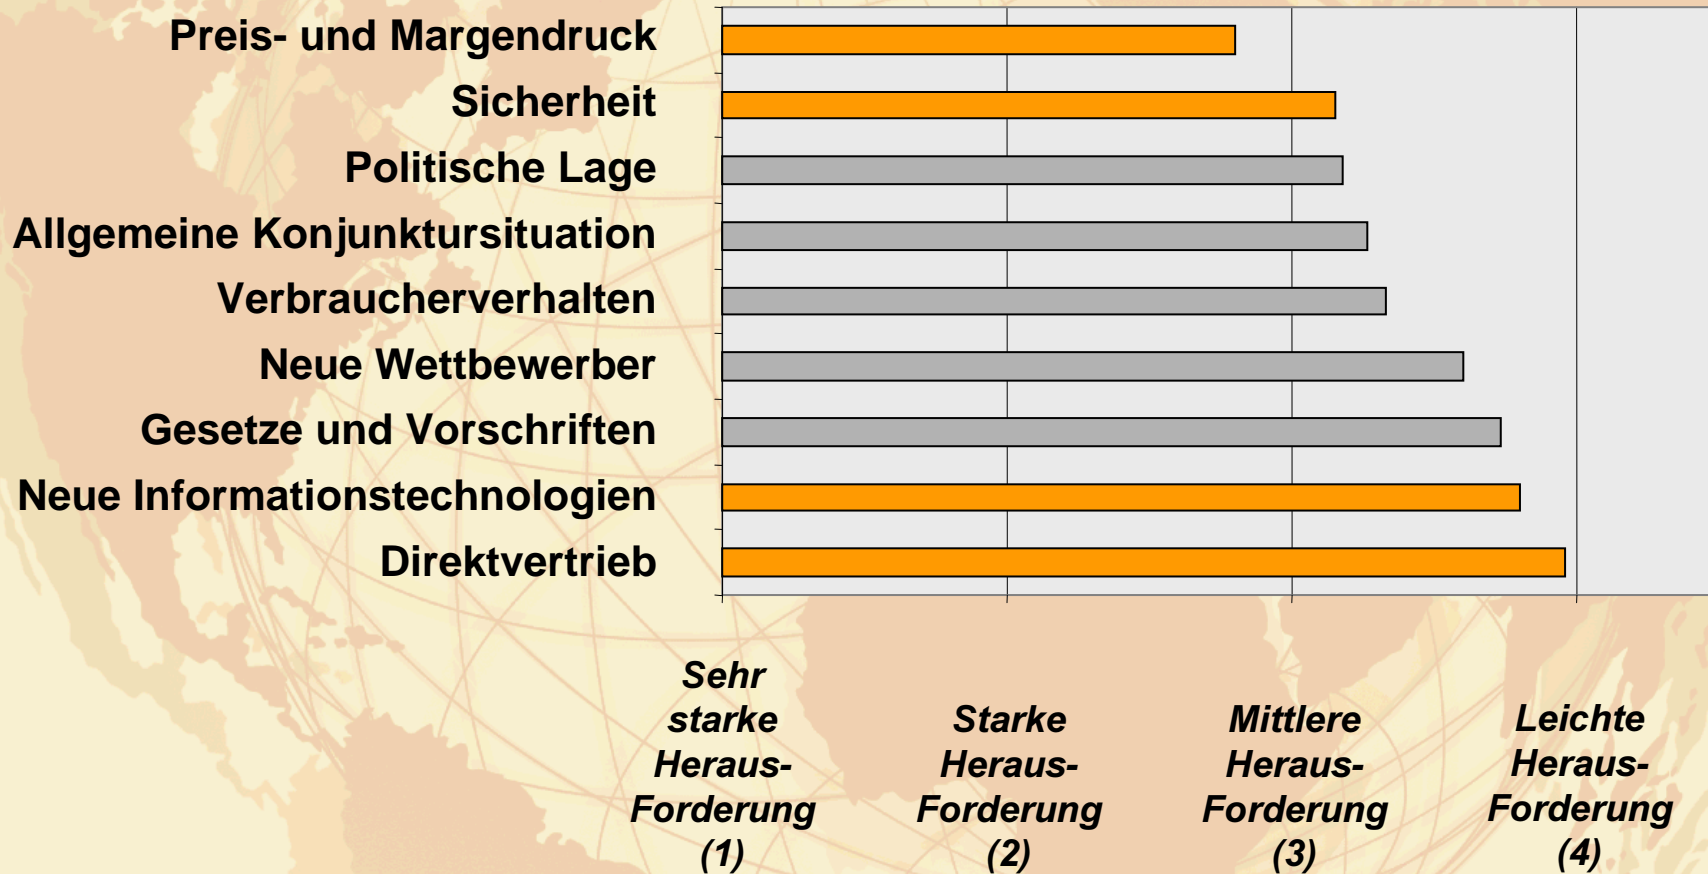 Preis- und Margendruck
Sicherheit
Politische Lage
Allgemeine Konjunktursituation
Verbraucherverhalten
Neue Wettbewerber
Gesetze und Vorschriften
Neue Informationstechnologien
Direktvertrieb
Sehr
starke
Heraus-
Forderung
(1)
Starke
Heraus-
Forderung
(2)
Mittlere
Heraus-
Forderung
(3)
Leichte
Heraus-
Forderung
(4)